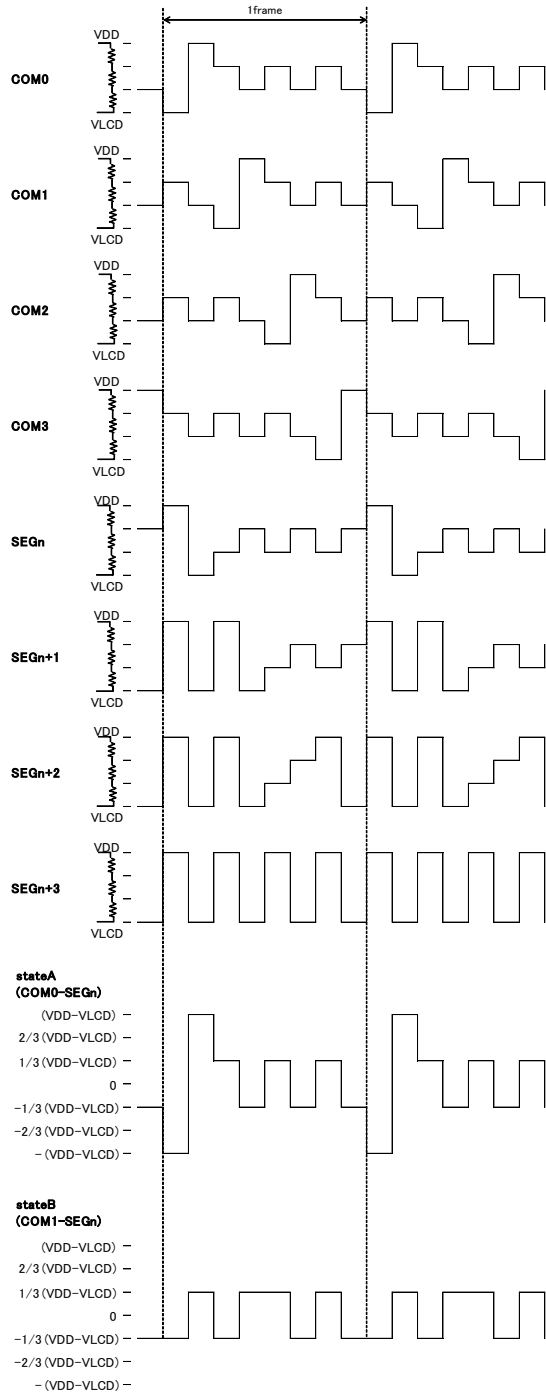 1frame
VDD
COM0
VLCD
VDD
COM1
VLCD
VDD
COM2
VLCD
VDD
COM3
VLCD
VDD
SEGn
VLCD
VDD
SEGn+1
VLCD
VDD
SEGn+2
VLCD
VDD
SEGn+3
VLCD
stateA
(COM0-SEGn)
(VDD-VLCD)
2/3(VDD-VLCD)
1/3(VDD-VLCD)
0
-1/3(VDD-VLCD)
-2/3(VDD-VLCD)
-(VDD-VLCD)
stateB
(COM1-SEGn)
(VDD-VLCD)
2/3(VDD-VLCD)
1/3(VDD-VLCD)
0
-1/3(VDD-VLCD)
-2/3(VDD-VLCD)
-(VDD-VLCD)